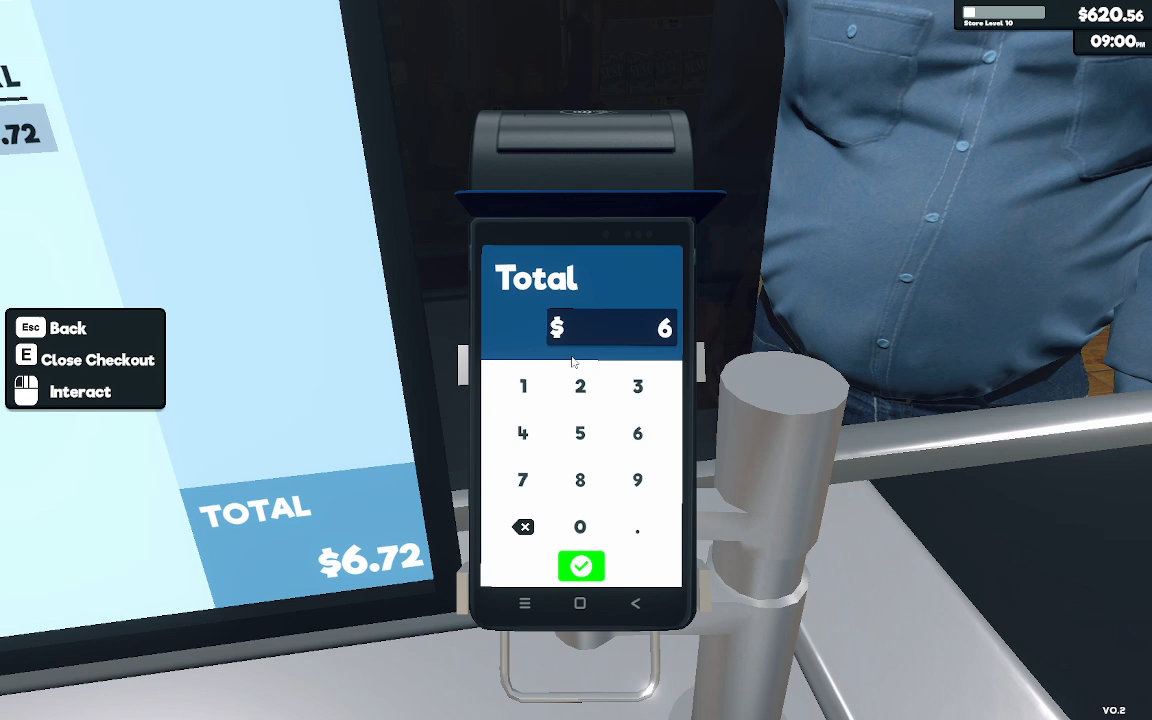 $620.56
Store Level 10
09:00PM
L
.72
Total
$ 6
Esc Back
E Close Checkout
Interact
1 2 3
4 5 6
7 8 9
0 .
TOTAL
$6.72
V0.2